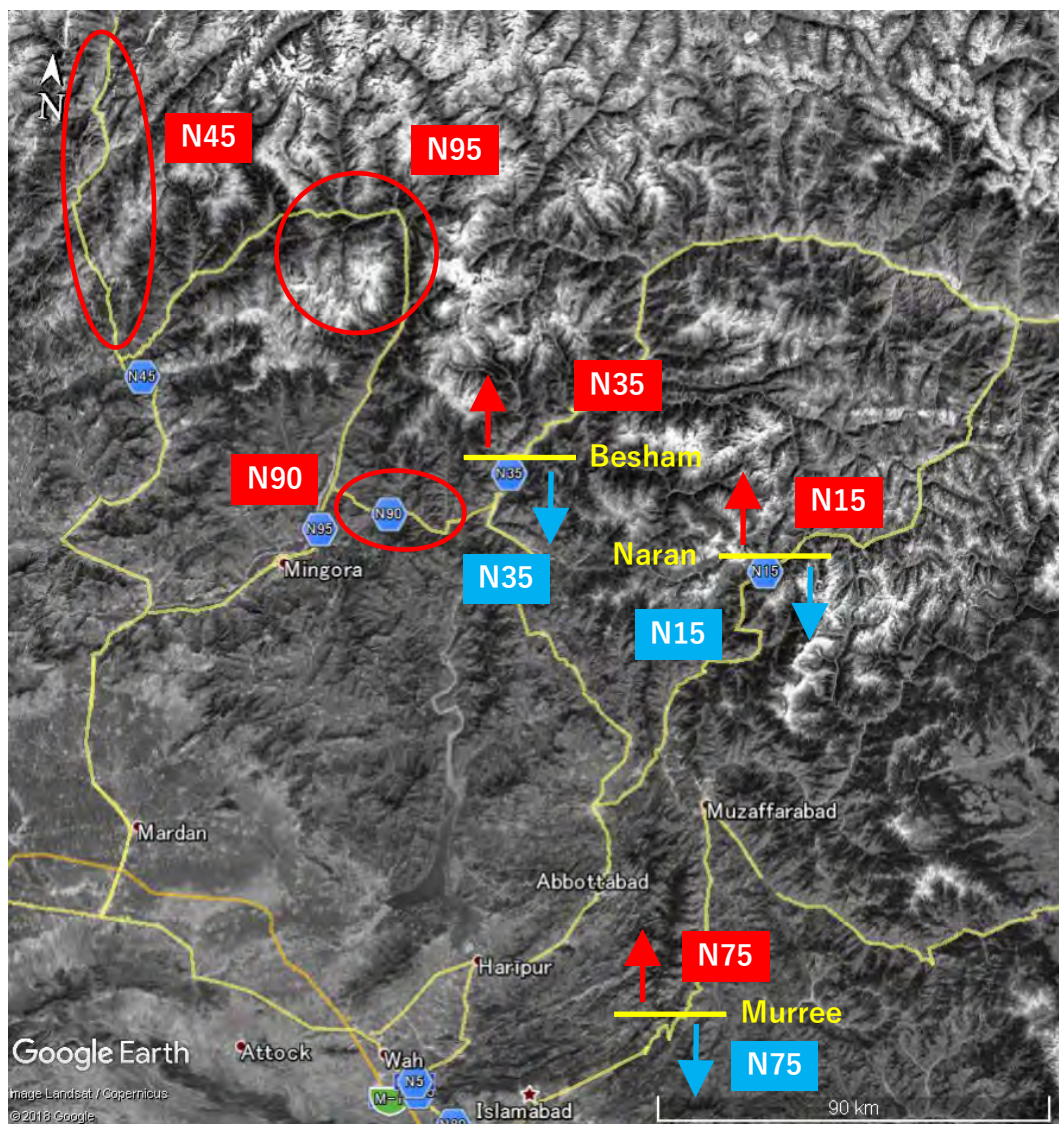 N
N45
N95
N45
N35
N35
Besham
N90
N90
N95
N35
Mingora
N15
Naran
N15
N15
Muzaffarabad
Mardan
Abbottabad
N75
Haripur
Murree
Google Earth
Attock
Wah
N75
N5
Islamabad
90 km
Image Landsat / Copernicus
© 2018 Google